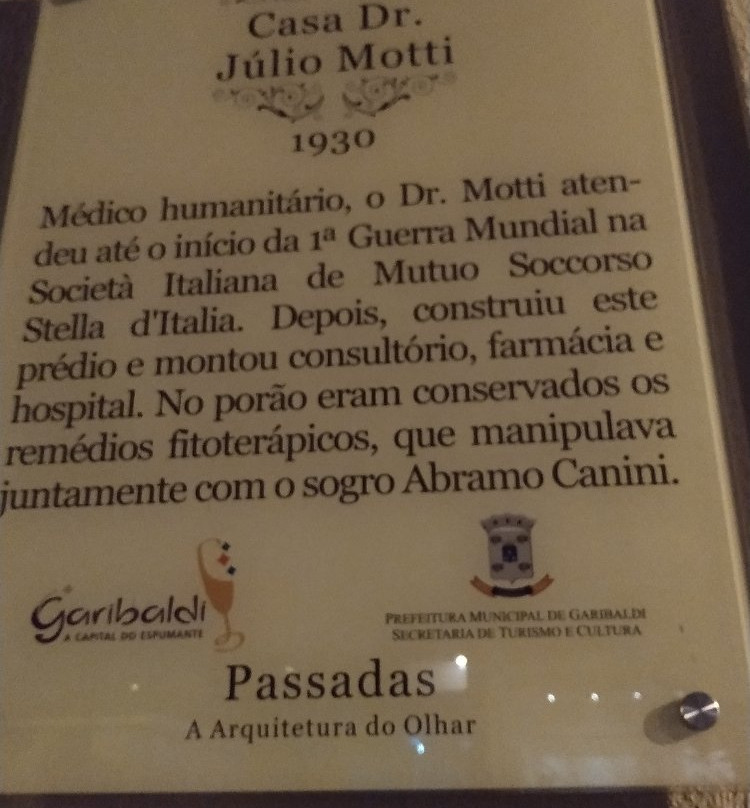 Casa Dr.
Júlio Motti
1930
Médico humanitário, o Dr. Motti aten-
deu até o início da 1ª Guerra Mundial na
Società Italiana de Mutuo Soccorso
Stella d'Italia. Depois, construiu este
prédio e montou consultório, farmácia e
hospital. No porão eram conservados os
remédios fitoterápicos, que manipulava
juntamente com o sogro Abramo Canini.
Garibaldi
A CAPITAL DO ESPUMANTE
PREFEITURA MUNICIPAL DE GARIBALDI
SECRETARIA DE TURISMO E CULTURA
Passadas
A Arquitetura do Olhar